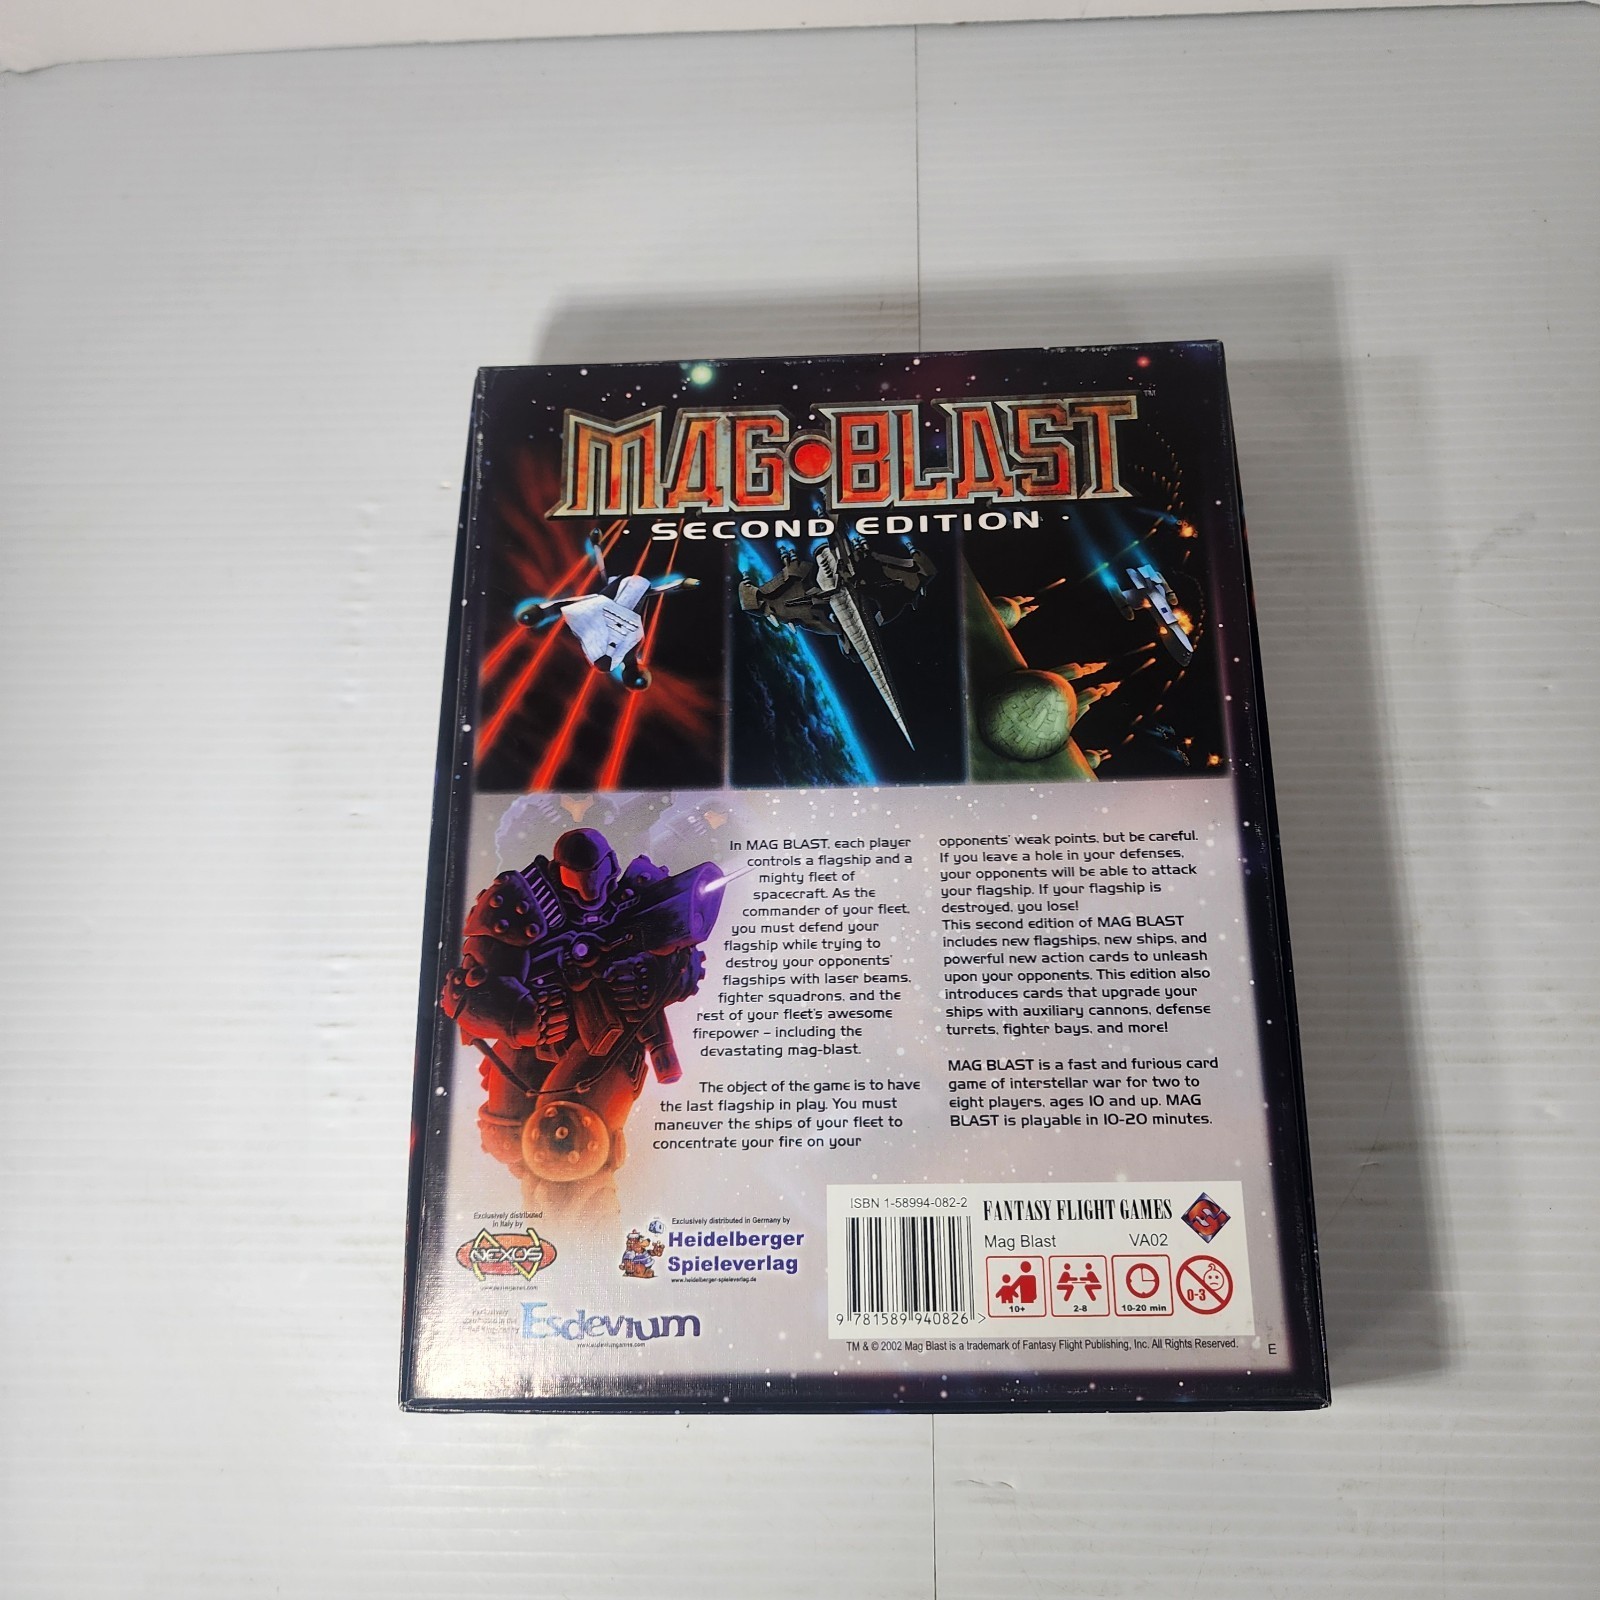 MAG•BLAST™
· SECOND EDITION ·
In MAG BLAST, each player
controls a flagship and a
mighty fleet of
spacecraft. As the
commander of your fleet,
you must defend your
flagship while trying to
destroy your opponents'
flagships with laser beams,
fighter squadrons, and the
rest of your fleet's awesome
firepower – including the
devastating mag-blast.
The object of the game is to have
the last flagship in play. You must
maneuver the ships of your fleet to
concentrate your fire on your
opponents' weak points, but be careful.
If you leave a hole in your defenses,
your opponents will be able to attack
your flagship. If your flagship is
destroyed, you lose!
This second edition of MAG BLAST
includes new flagships, new ships, and
powerful new action cards to unleash
upon your opponents. This edition also
introduces cards that upgrade your
ships with auxiliary cannons, defense
turrets, fighter bays, and more!
MAG BLAST is a fast and furious card
game of interstellar war for two to
eight players, ages 10 and up. MAG
BLAST is playable in 10-20 minutes.
Exclusively distributed
in Italy by
NEXUS
Exclusively distributed in Germany by
Heidelberger
Spieleverlag
www.heidelberger-spieleverlag.de
Exclusively
Esdevium
ISBN 1-58994-082-2
FANTASY FLIGHT GAMES
Mag Blast VA02
10+
2-8
10-20 min
0-3
9 781589 940826 >
TM & © 2002 Mag Blast is a trademark of Fantasy Flight Publishing, Inc. All Rights Reserved.
E